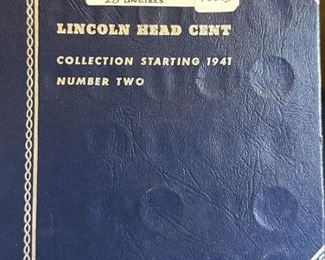 LINCOLN HEAD CENT
COLLECTION STARTING 1941
NUMBER TWO